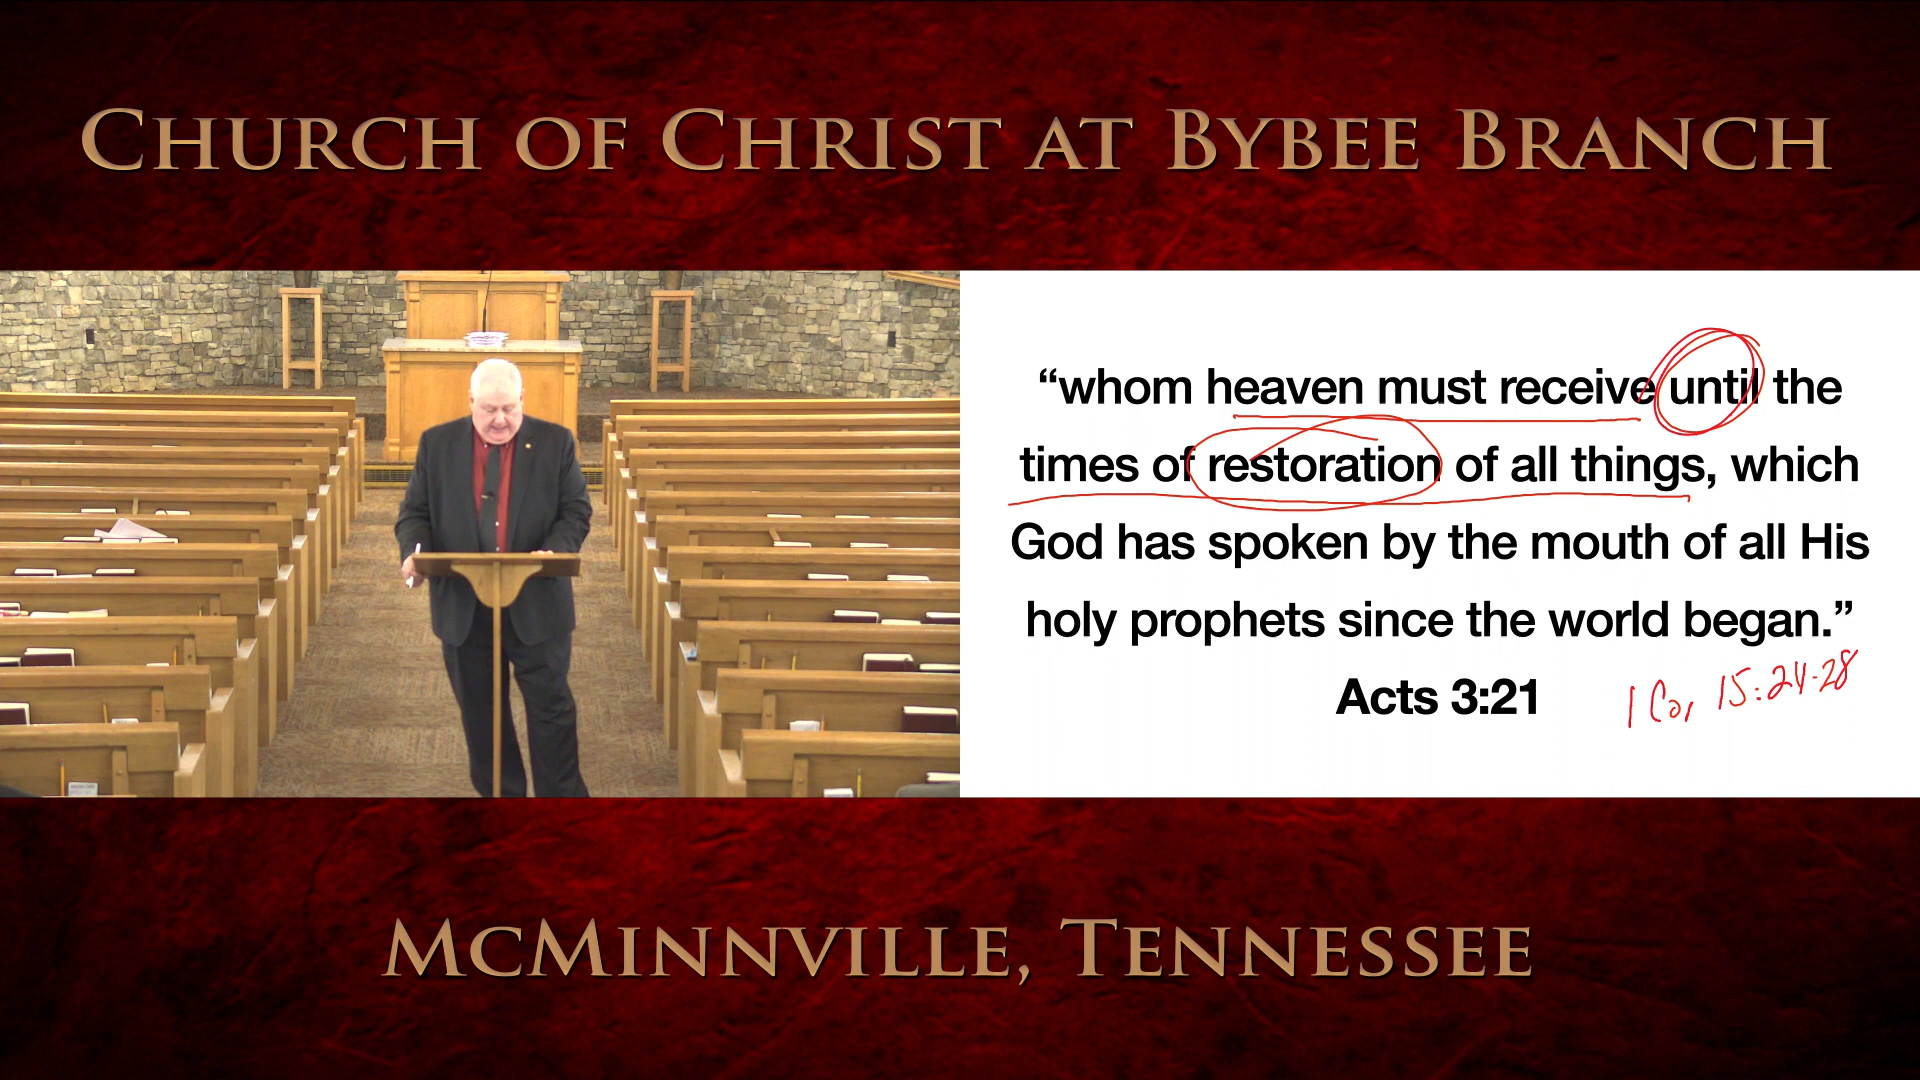 CHURCH OF CHRIST AT BYBEE BRANCH
“whom heaven must receive until the
times of restoration of all things, which
God has spoken by the mouth of all His
holy prophets since the world began.”
Acts 3:21
1 Cor 15:24-28
MCMINNVILLE, TENNESSEE